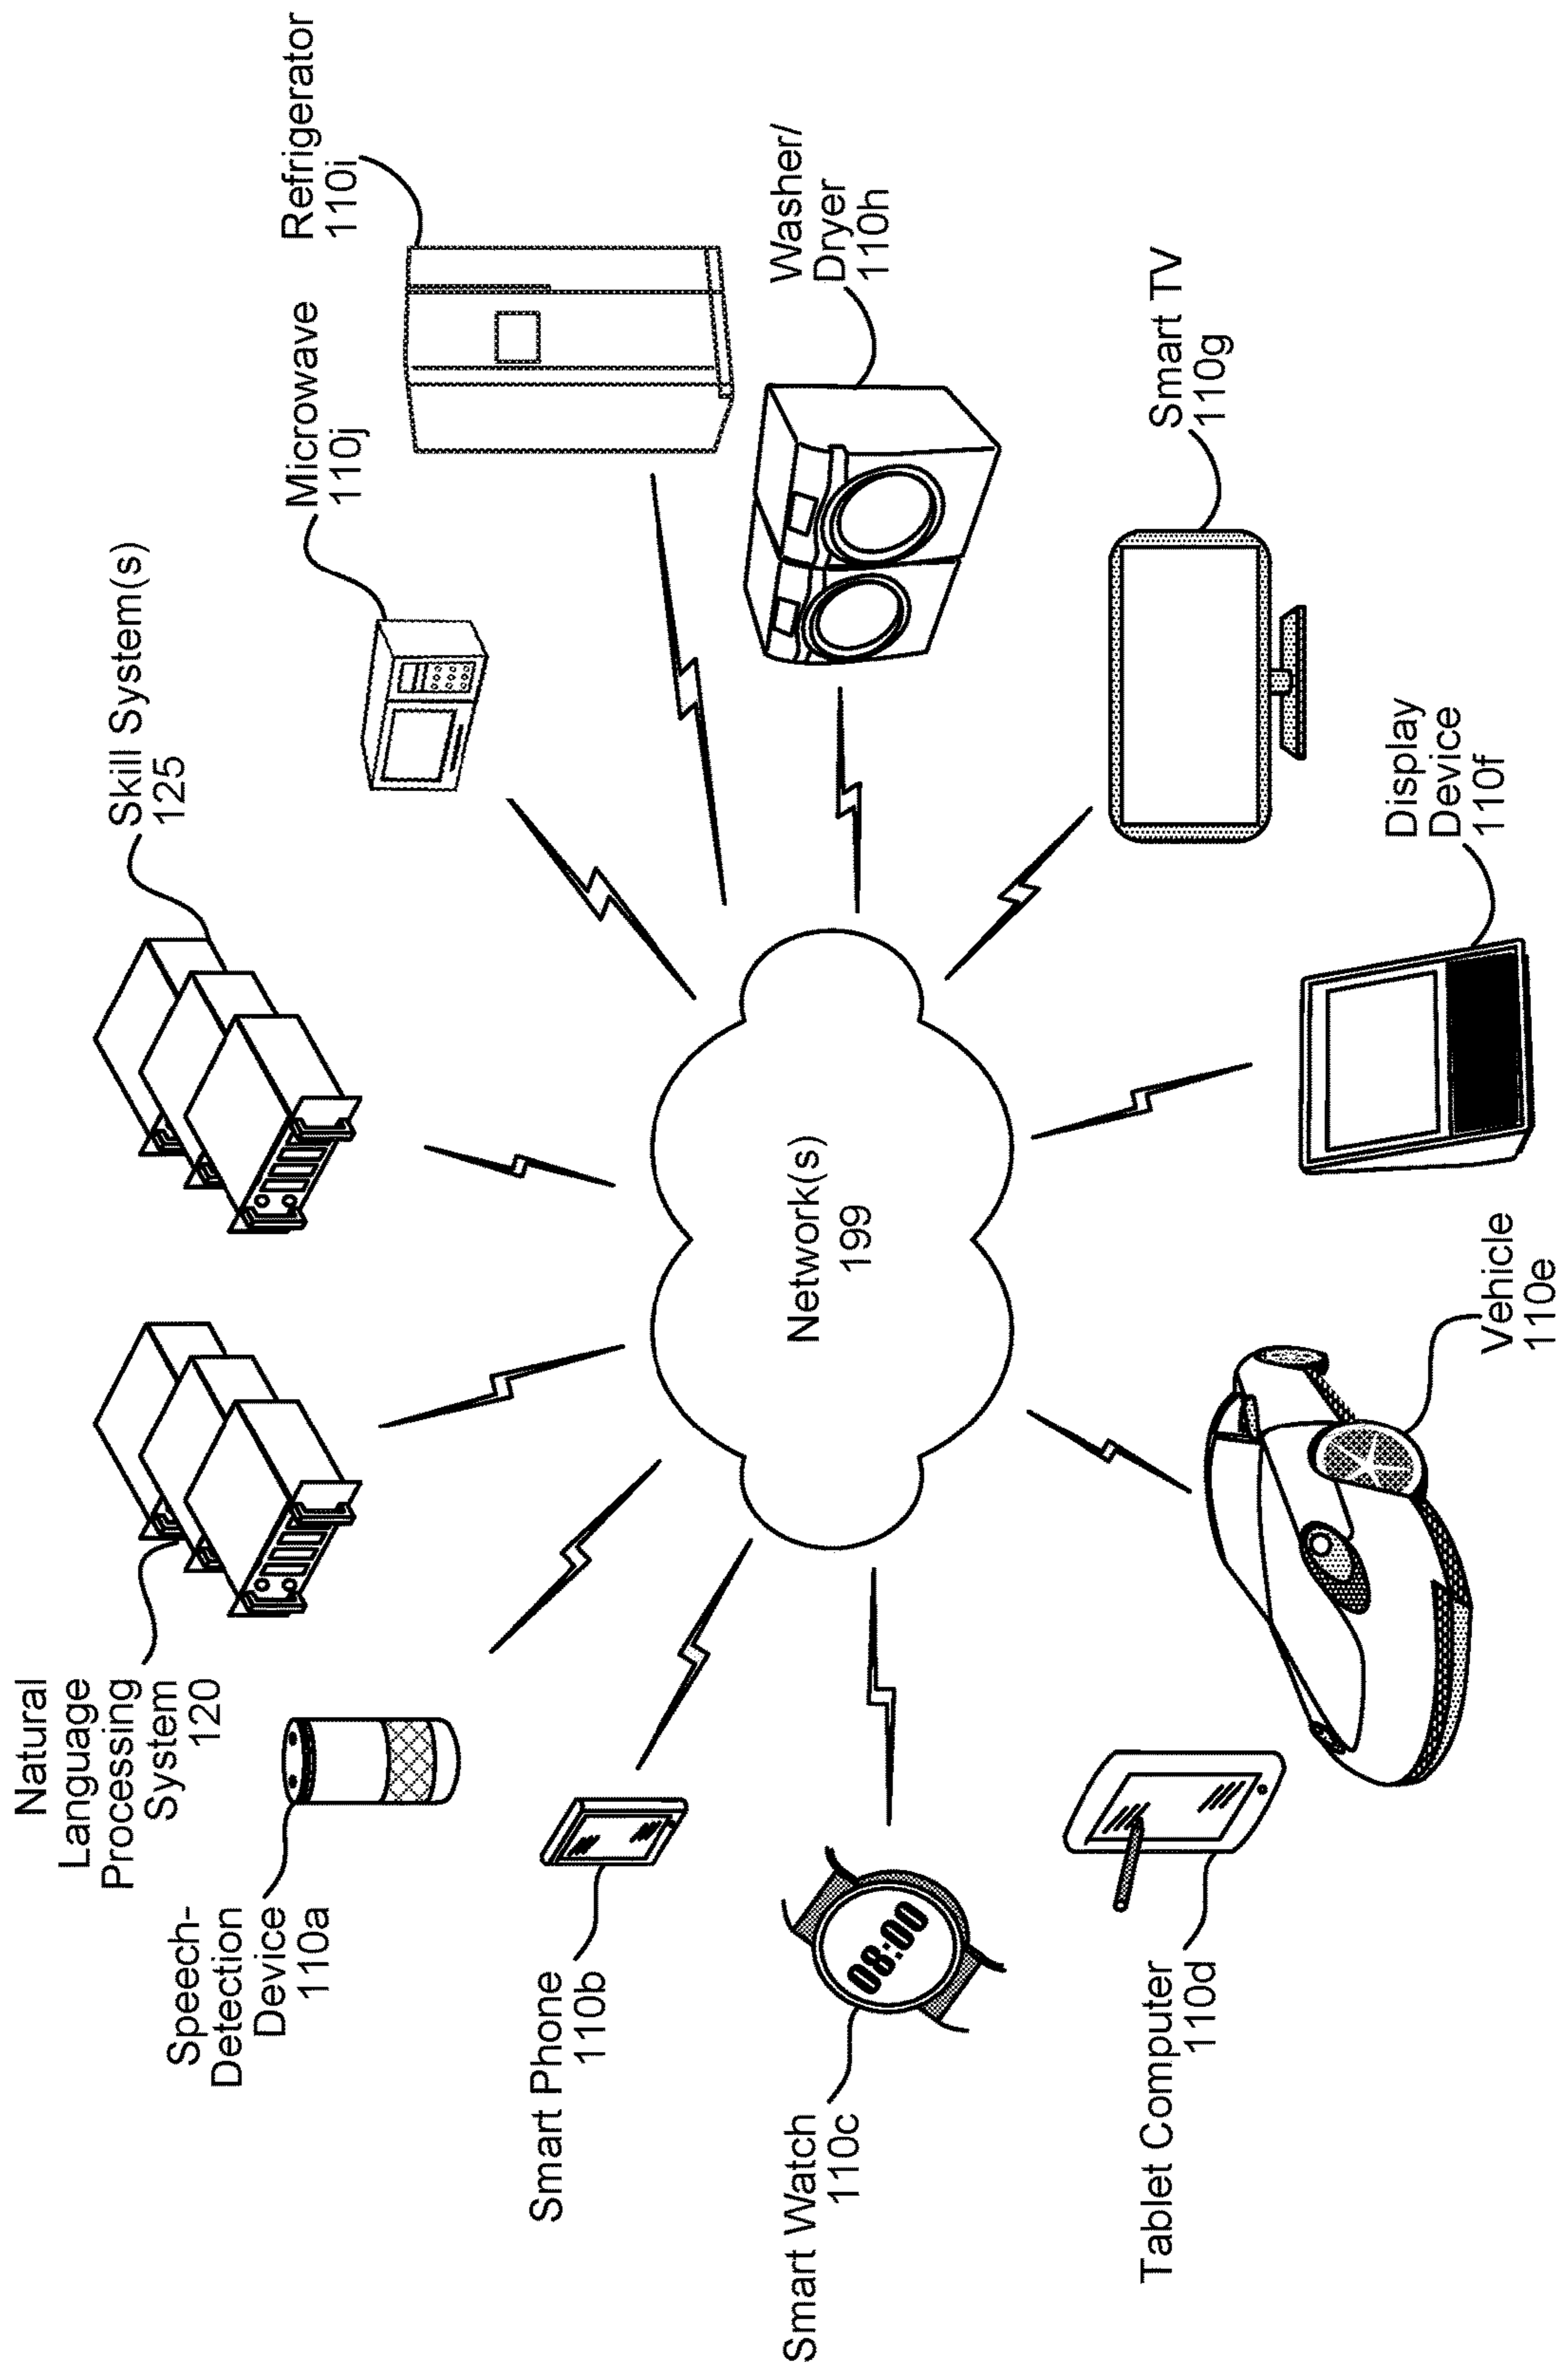 Natural
Language
Processing
System
120
Skill System(s)
125
Speech-
Detection
Device
110a
Microwave
110j
Refrigerator
110i
Smart Phone
110b
Network(s)
199
Washer/
Dryer
110h
Smart Watch
110c
08:00
Tablet Computer
110d
Smart TV
110g
Vehicle
110e
Display
Device
110f